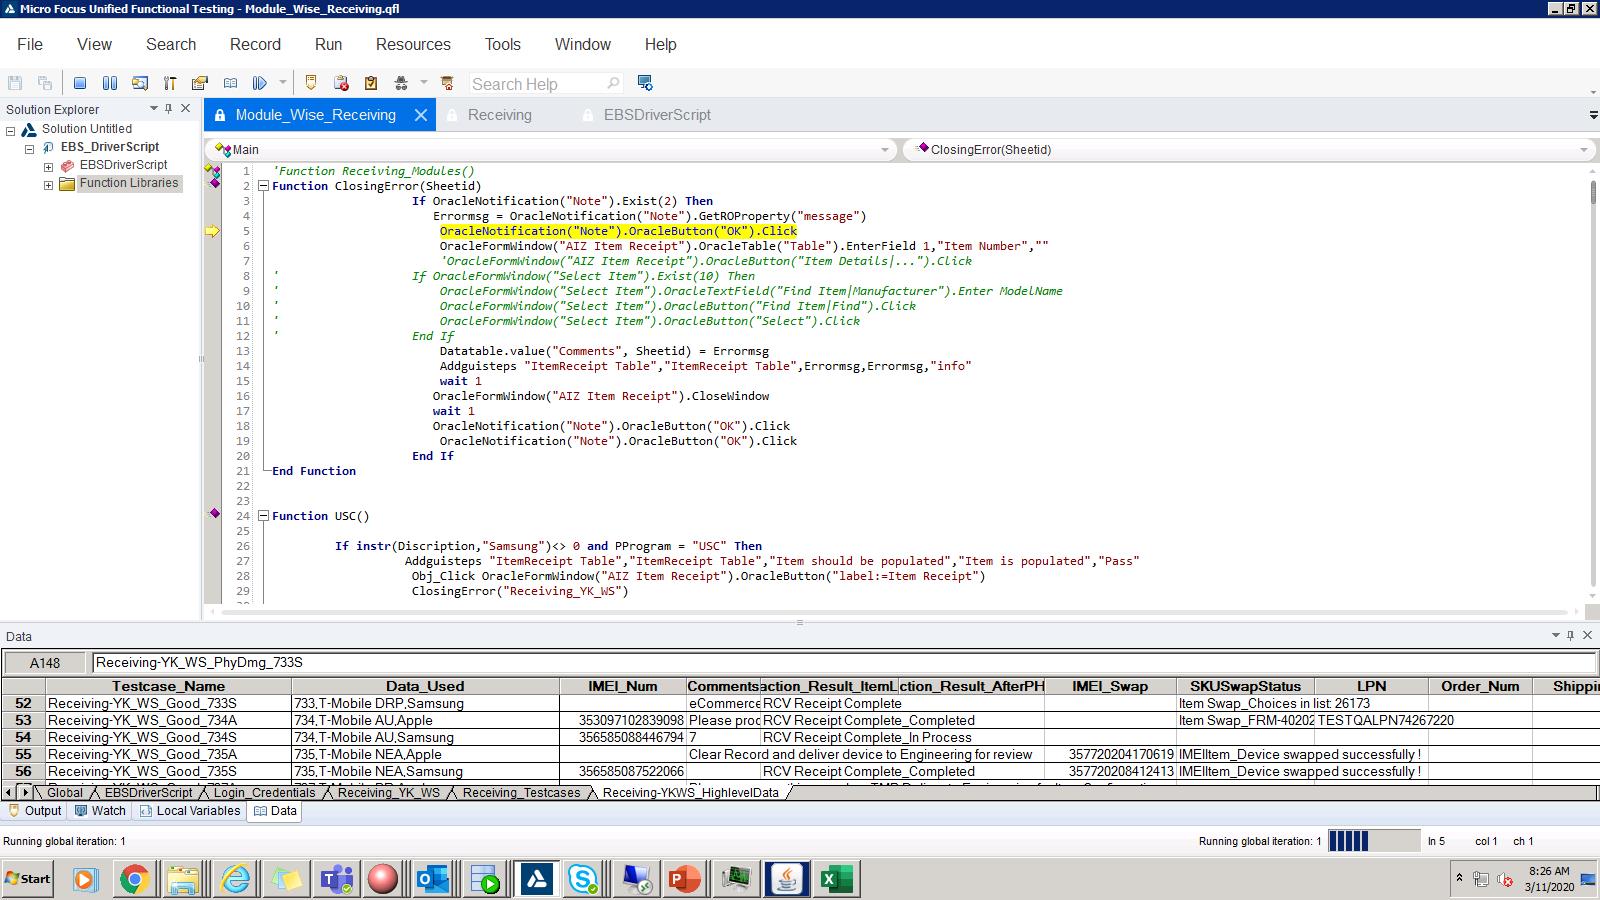 Micro Focus Unified Functional Testing - Module_Wise_Receiving.qfl
File View Search Record Run Resources Tools Window Help
Search Help
Solution Explorer
Solution Untitled
EBS_DriverScript
EBSDriverScript
Function Libraries
Module_Wise_Receiving Receiving EBSDriverScript
Main ClosingError(Sheetid)
1 'Function Receiving_Modules()
2 Function ClosingError(Sheetid)
3 If OracleNotification("Note").Exist(2) Then
4 Errormsg = OracleNotification("Note").GetROProperty("message")
5 OracleNotification("Note").OracleButton("OK").Click
6 OracleFormWindow("AIZ Item Receipt").OracleTable("Table").EnterField 1,"Item Number",""
7 'OracleFormWindow("AIZ Item Receipt").OracleButton("Item Details|...").Click
8 ' If OracleFormWindow("Select Item").Exist(10) Then
9 ' OracleFormWindow("Select Item").OracleTextField("Find Item|Manufacturer").Enter ModelName
10 ' OracleFormWindow("Select Item").OracleButton("Find Item|Find").Click
11 ' OracleFormWindow("Select Item").OracleButton("Select").Click
12 ' End If
13 Datatable.value("Comments", Sheetid) = Errormsg
14 Addguisteps "ItemReceipt Table","ItemReceipt Table",Errormsg,Errormsg,"info"
15 wait 1
16 OracleFormWindow("AIZ Item Receipt").CloseWindow
17 wait 1
18 OracleNotification("Note").OracleButton("OK").Click
19 OracleNotification("Note").OracleButton("OK").Click
20 End If
21 End Function
22
23
24 Function USC()
25
26 If instr(Discription,"Samsung")<> 0 and PProgram = "USC" Then
27 Addguisteps "ItemReceipt Table","ItemReceipt Table","Item should be populated","Item is populated","Pass"
28 Obj_Click OracleFormWindow("AIZ Item Receipt").OracleButton("label:=Item Receipt")
29 ClosingError("Receiving_YK_WS")
Data
A148 Receiving-YK_WS_PhyDmg_733S
Testcase_Name Data_Used IMEI_Num Comments action_Result_ItemL ction_Result_AfterPH IMEI_Swap SKUSwapStatus LPN Order_Num Shippi
52 Receiving-YK_WS_Good_733S 733,T-Mobile DRP,Samsung eCommerce RCV Receipt Complete Item Swap_Choices in list: 26173
53 Receiving-YK_WS_Good_734A 734,T-Mobile AU,Apple 353097102839098 Please proc RCV Receipt Complete_Completed Item Swap_FRM-40202 TESTQALPN74267220
54 Receiving-YK_WS_Good_734S 734,T-Mobile AU,Samsung 356585088446794 7 RCV Receipt Complete_In Process
55 Receiving-YK_WS_Good_735A 735,T-Mobile NEA,Apple Clear Record and deliver device to Engineering for review 357720204170619 IMEIItem_Device swapped successfully !
56 Receiving-YK_WS_Good_735S 735,T-Mobile NEA,Samsung 356585087522066 RCV Receipt Complete_Completed 357720208412413 IMEIItem_Device swapped successfully !
Global EBSDriverScript Login_Credentials Receiving_YK_WS Receiving_Testcases Receiving-YKWS_HighlevelData
Output Watch Local Variables Data
Running global iteration: 1 Running global iteration: 1 ln 5 col 1 ch 1
Start 8:26 AM
3/11/2020